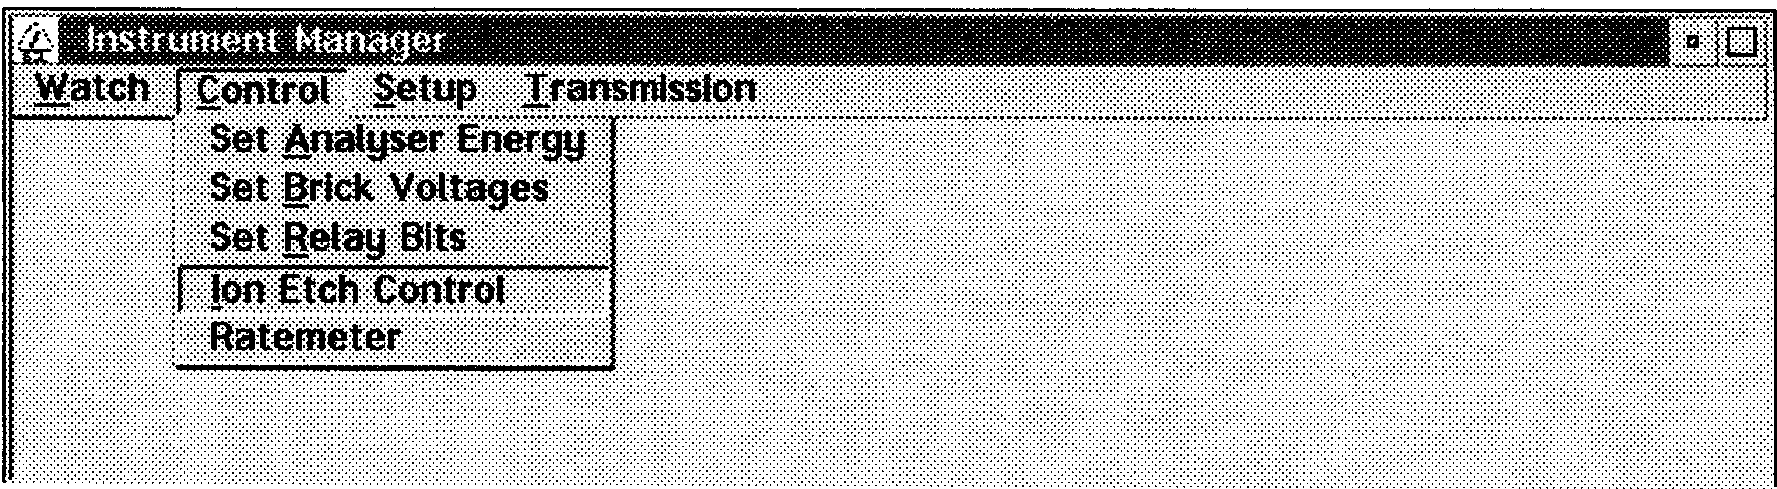 Instrument Manager
Watch Control Setup Transmission
Set Analyser Energy
Set Brick Voltages
Set Relay Bits
Ion Etch Control
Ratemeter